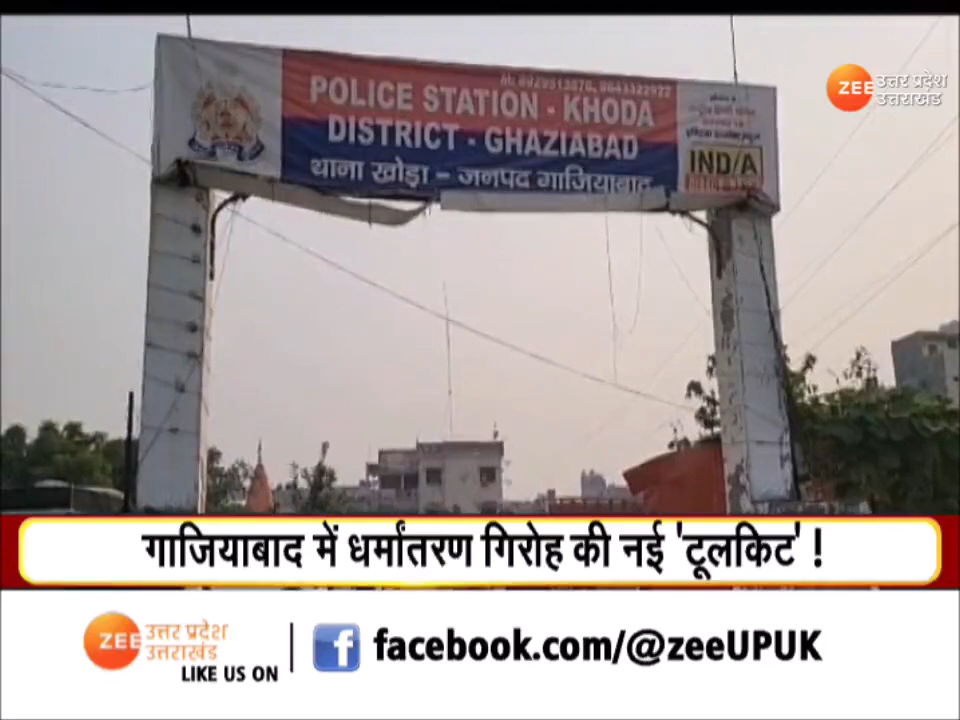 POLICE STATION - KHODA
DISTRICT - GHAZIABAD
थाना खोड़ा - जनपद गाजियाबाद
IND/A
ZEE उत्तर प्रदेश
उत्तराखंड
गाजियाबाद में धर्मांतरण गिरोह की नई 'टूलकिट' !
ZEE उत्तर प्रदेश
उत्तराखंड
LIKE US ON
f facebook.com/@zeeUPUK